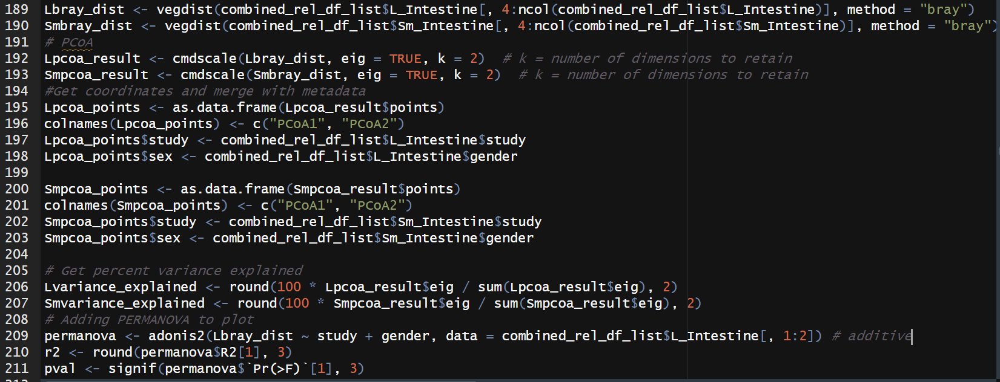 189 Lbray_dist <- vegdist(combined_rel_df_list$L_Intestine[, 4:ncol(combined_rel_df_list$L_Intestine)], method = "bray")
190 Smbray_dist <- vegdist(combined_rel_df_list$Sm_Intestine[, 4:ncol(combined_rel_df_list$Sm_Intestine)], method = "bray")
191 # PCoA
192 Lpcoa_result <- cmdscale(Lbray_dist, eig = TRUE, k = 2)  # k = number of dimensions to retain
193 Smpcoa_result <- cmdscale(Smbray_dist, eig = TRUE, k = 2)  # k = number of dimensions to retain
194 #Get coordinates and merge with metadata
195 Lpcoa_points <- as.data.frame(Lpcoa_result$points)
196 colnames(Lpcoa_points) <- c("PCoA1", "PCoA2")
197 Lpcoa_points$study <- combined_rel_df_list$L_Intestine$study
198 Lpcoa_points$sex <- combined_rel_df_list$L_Intestine$gender
199
200 Smpcoa_points <- as.data.frame(Smpcoa_result$points)
201 colnames(Smpcoa_points) <- c("PCoA1", "PCoA2")
202 Smpcoa_points$study <- combined_rel_df_list$Sm_Intestine$study
203 Smpcoa_points$sex <- combined_rel_df_list$Sm_Intestine$gender
204
205 # Get percent variance explained
206 Lvariance_explained <- round(100 * Lpcoa_result$eig / sum(Lpcoa_result$eig), 2)
207 Smvariance_explained <- round(100 * Smpcoa_result$eig / sum(Smpcoa_result$eig), 2)
208 # Adding PERMANOVA to plot
209 permanova <- adonis2(Lbray_dist ~ study + gender, data = combined_rel_df_list$L_Intestine[, 1:2]) # additive
210 r2 <- round(permanova$R2[1], 3)
211 pval <- signif(permanova$`Pr(>F)`[1], 3)